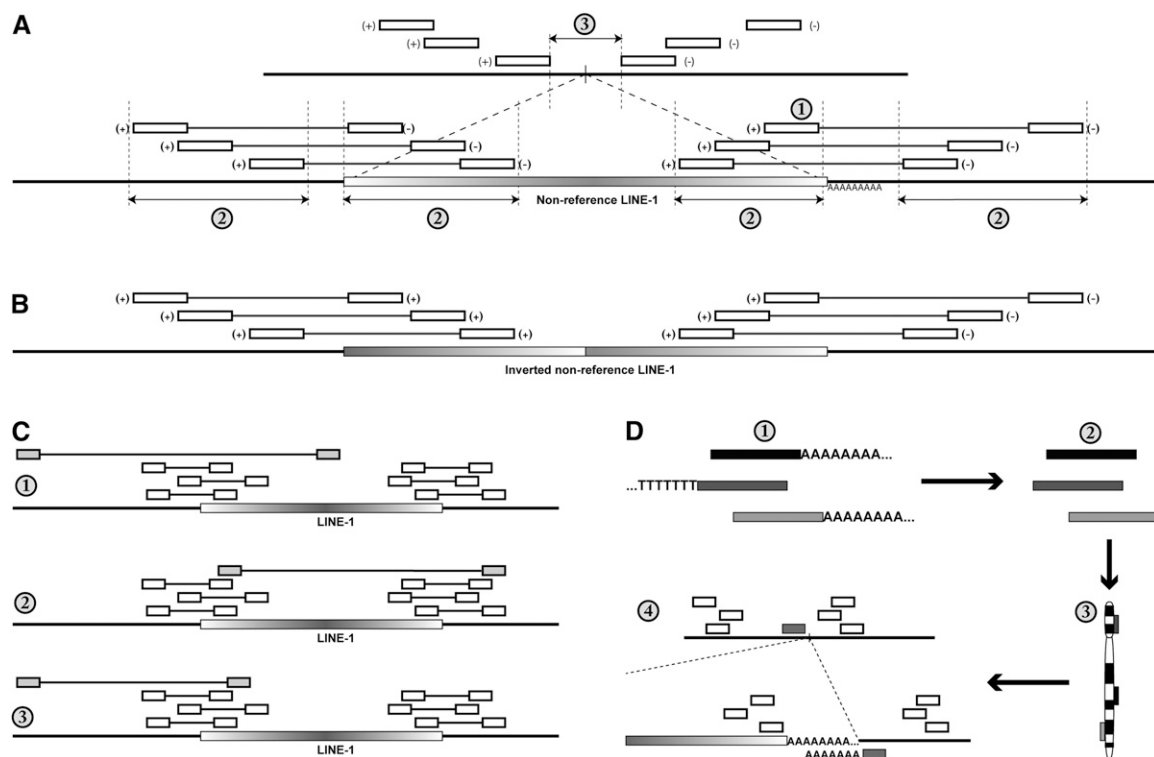 A
3
(+) (-)
(+) (-)
(+) (-)
1
(+) (-) (+) (-)
(+) (-) (+) (-)
(+) (-) (+) (-)
AAAAAAAAA
Non-reference LINE-1
2 2 2 2
B
(+) (+) (+) (-)
(+) (+) (+) (-)
(+) (+) (+) (-)
Inverted non-reference LINE-1
C
1
LINE-1
2
LINE-1
3
LINE-1
D
1 2
AAAAAAAA...
...TTTTTTT
AAAAAAAA...
4 3
AAAAAAAA...
AAAAAAAA